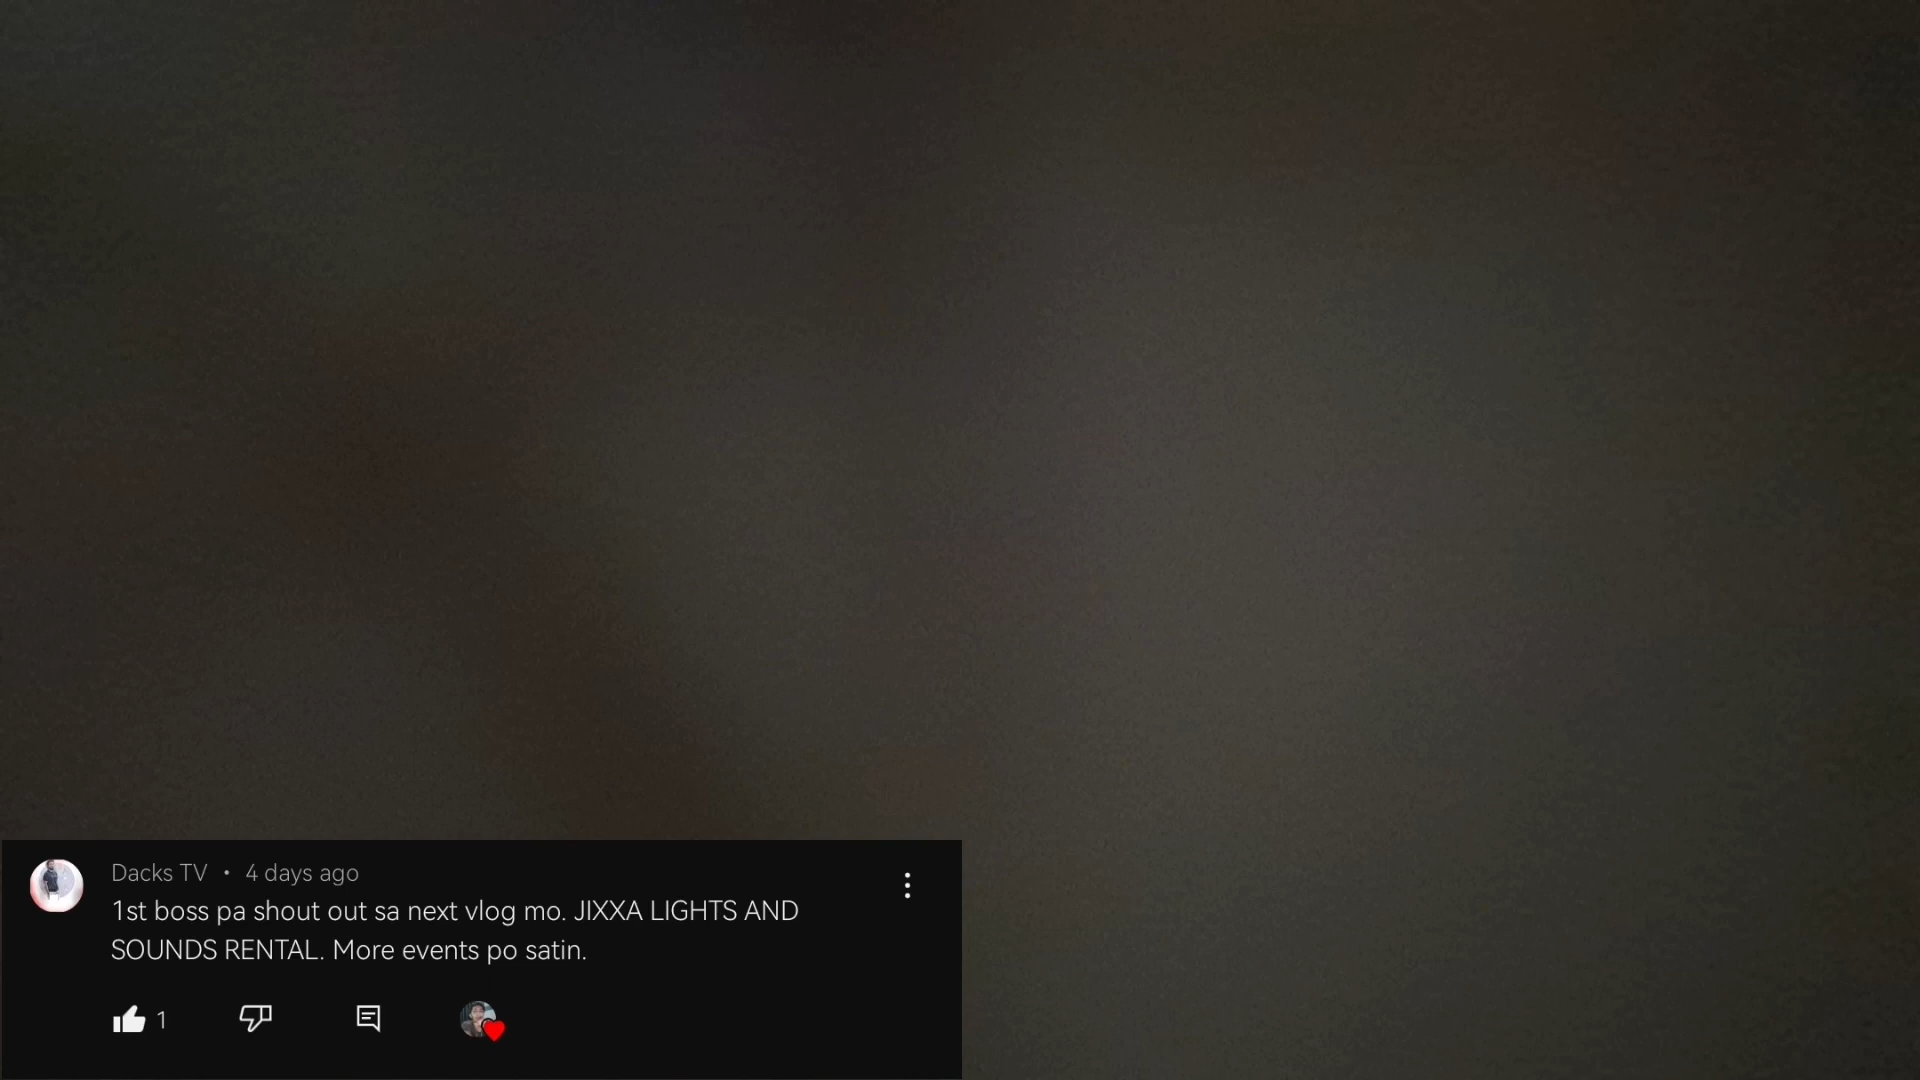 Dacks TV • 4 days ago
1st boss pa shout out sa next vlog mo. JIXXA LIGHTS AND
SOUNDS RENTAL. More events po satin.
1